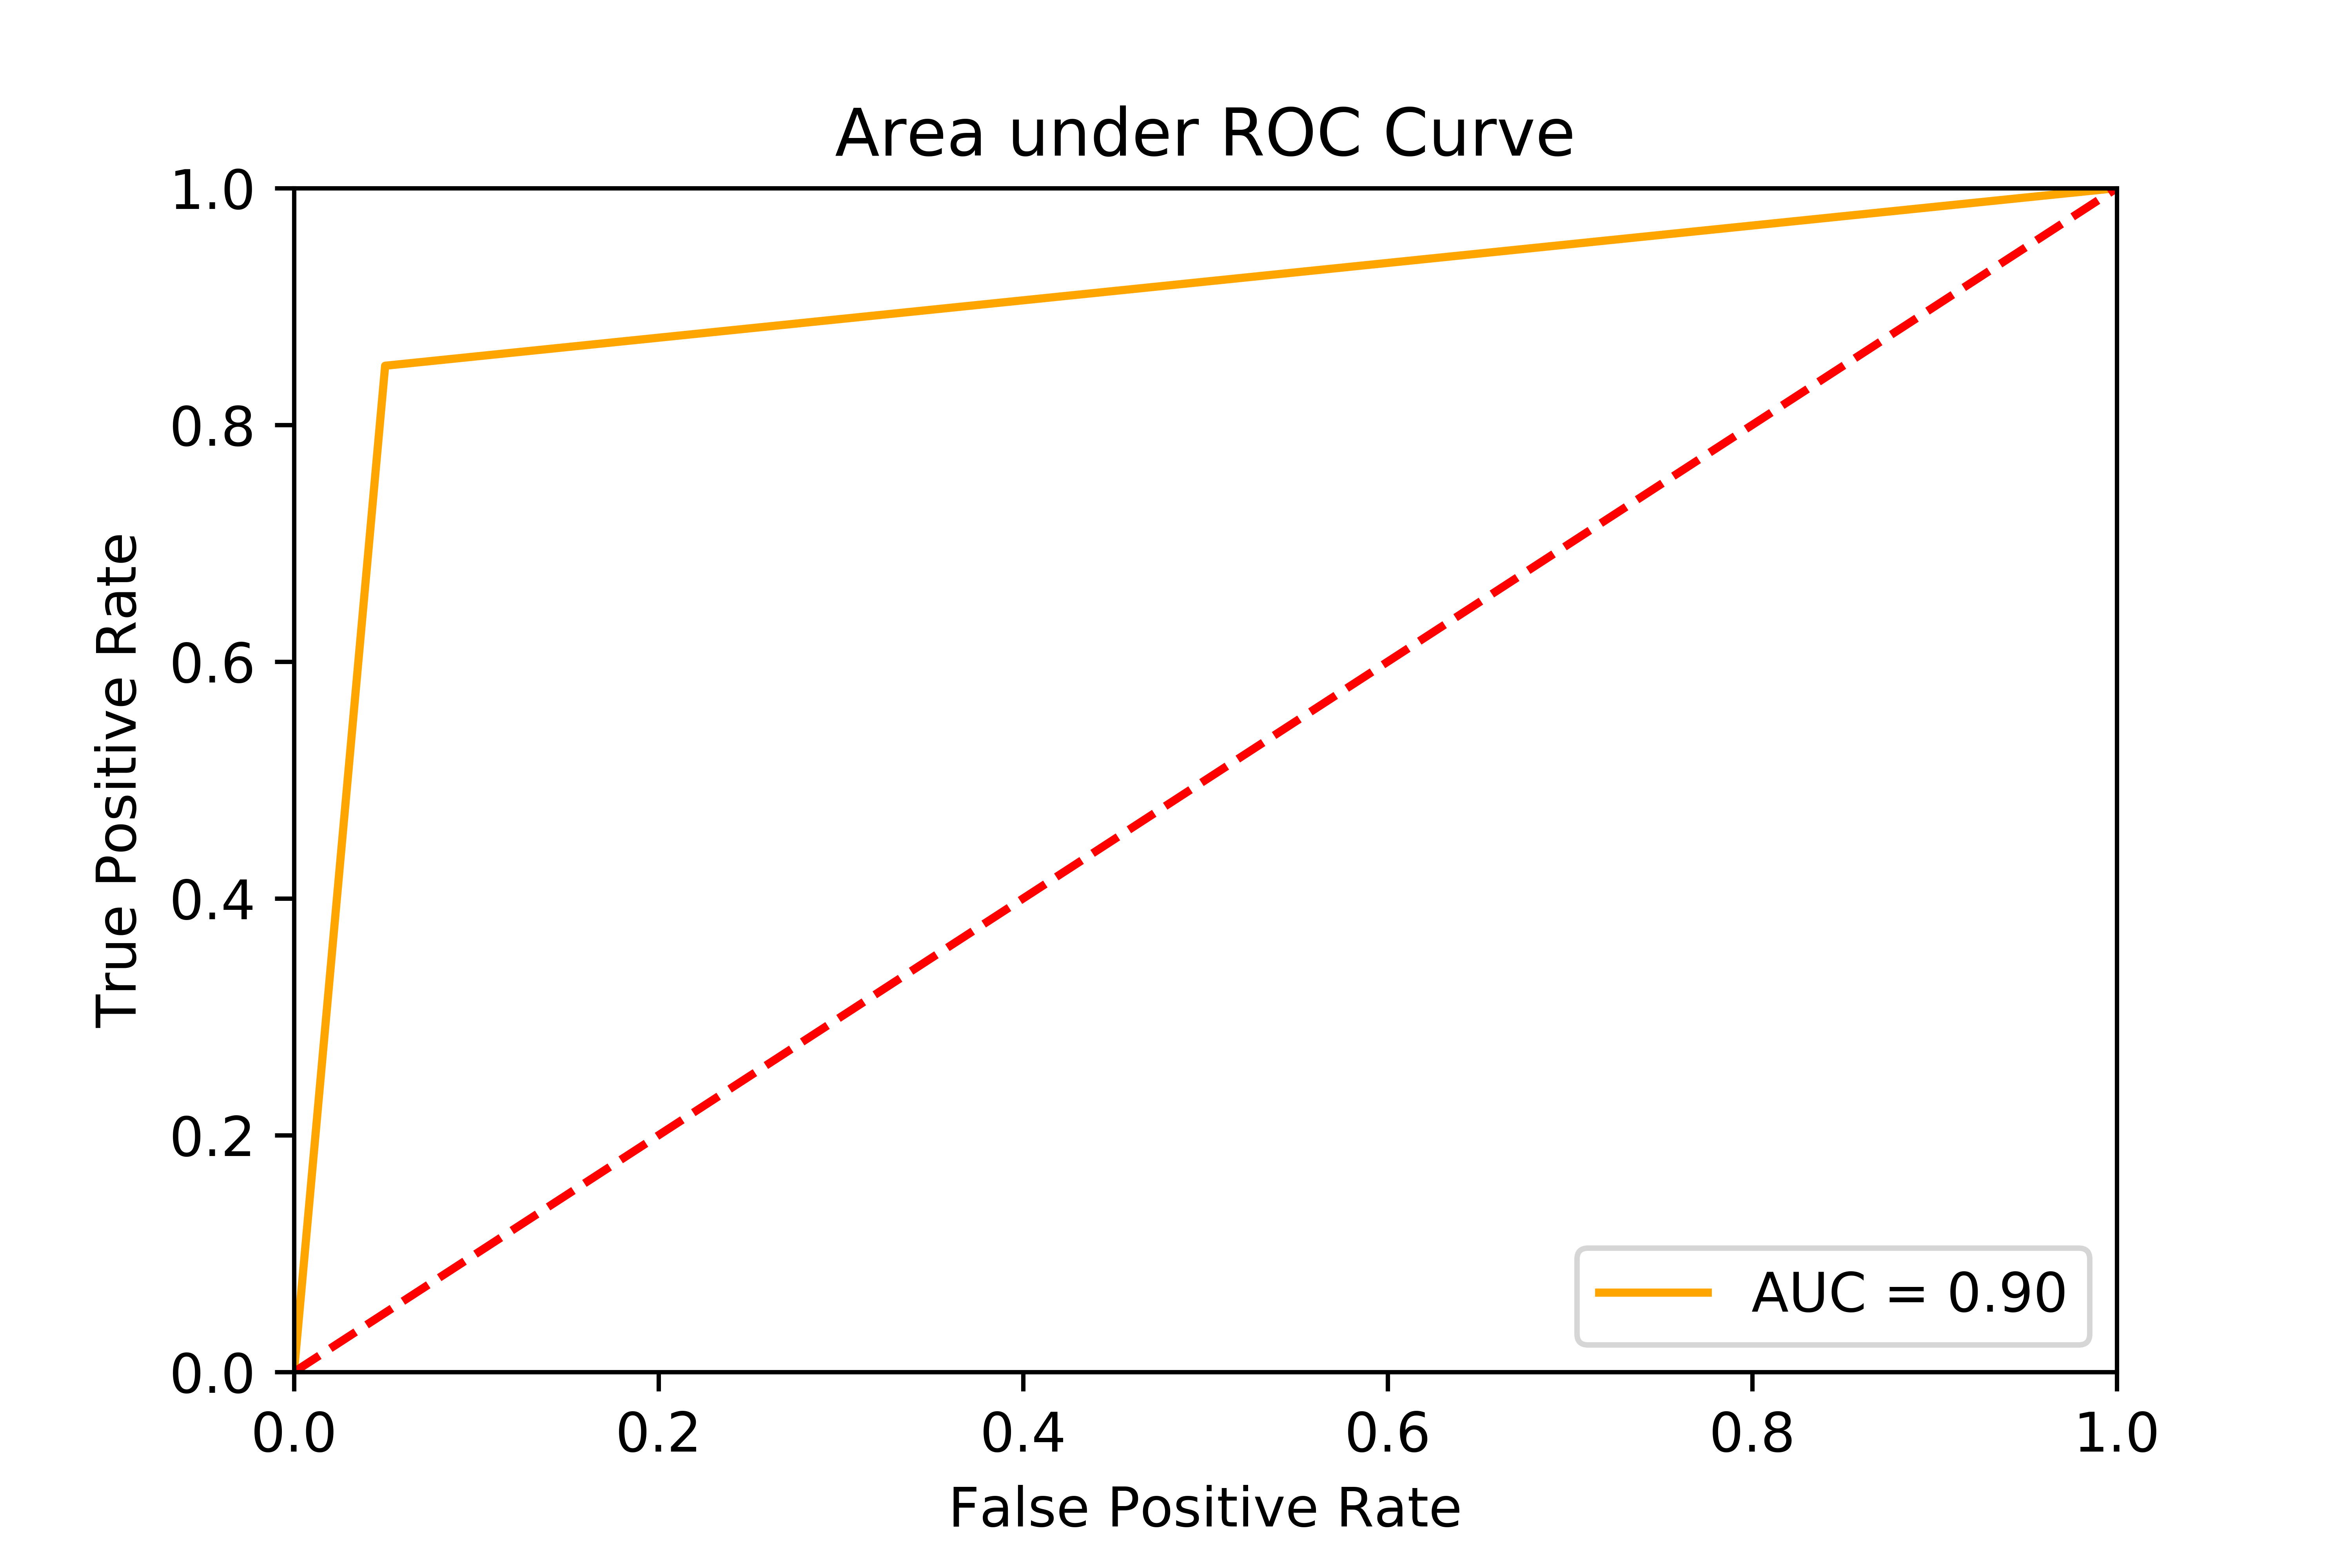 Area under ROC Curve
True Positive Rate
1.0
0.8
0.6
0.4
0.2
0.0
AUC = 0.90
0.0 0.2 0.4 0.6 0.8 1.0
False Positive Rate